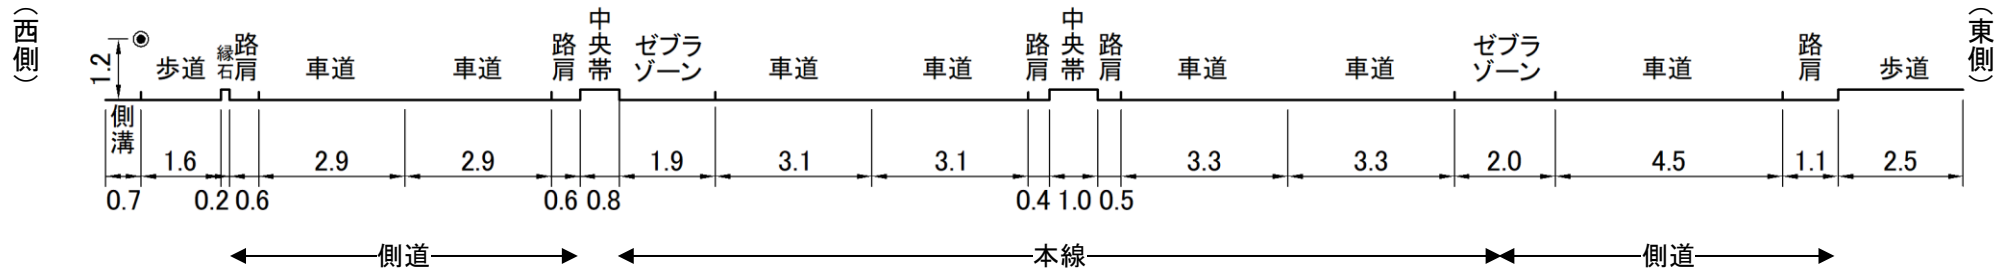 （西側）
（東側）
1.2
歩道
縁石
路肩
車道
車道
路肩
中央帯
ゼブラ
ゾーン
車道
車道
路肩
中央帯
路肩
車道
車道
ゼブラ
ゾーン
車道
路肩
歩道
側溝
1.6
2.9
2.9
1.9
3.1
3.1
3.3
3.3
2.0
4.5
1.1
2.5
0.7
0.2
0.6
0.6
0.8
0.4
1.0
0.5
側道
本線
側道